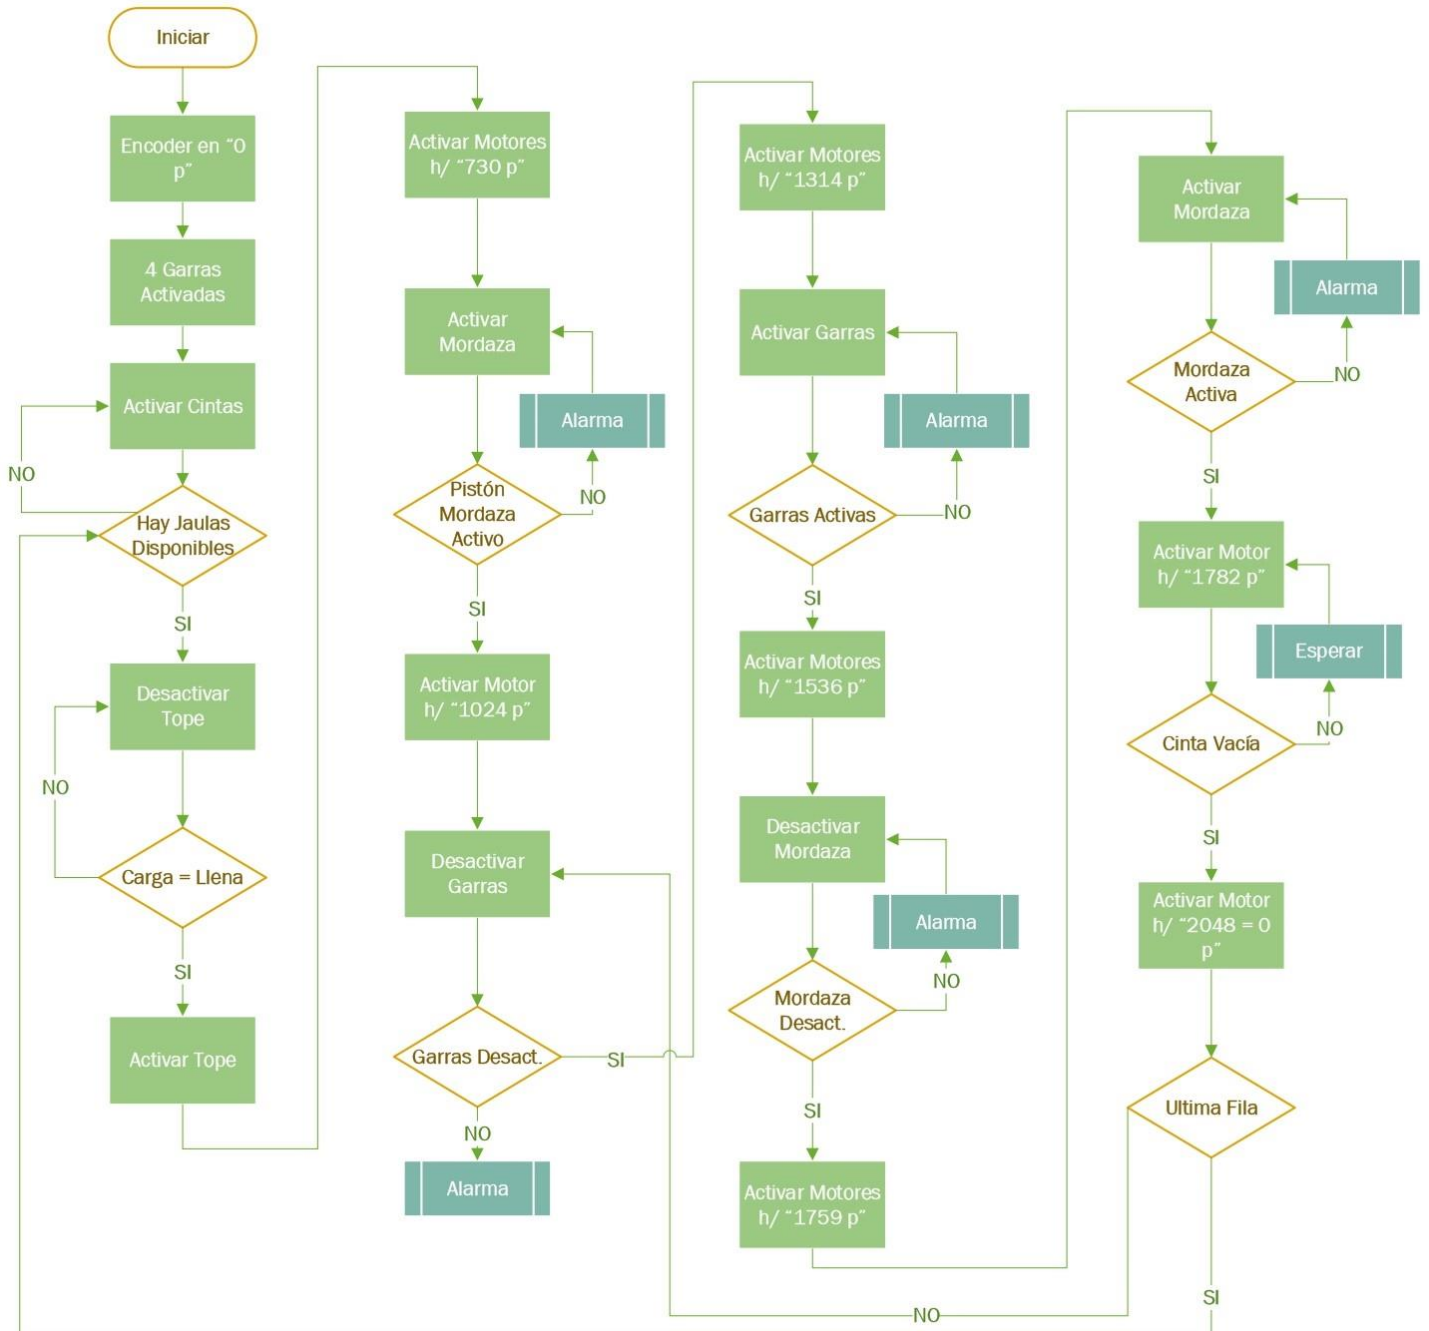 Iniciar
Encoder en “0
p”
4 Garras
Activadas
Activar Cintas
NO
Hay Jaulas
Disponibles
SI
Desactivar
Tope
NO
Carga = Llena
SI
Activar Tope
Activar Motores
h/ “730 p”
Activar
Mordaza
Alarma
NO
Pistón
Mordaza
Activo
SI
Activar Motor
h/ “1024 p”
Desactivar
Garras
Garras Desact.
SI
NO
Alarma
Activar Motores
h/ “1314 p”
Activar Garras
Alarma
Garras Activas
NO
SI
Activar Motores
h/ “1536 p”
Desactivar
Mordaza
Alarma
NO
Mordaza
Desact.
SI
Activar Motores
h/ “1759 p”
Activar
Mordaza
Alarma
NO
Mordaza
Activa
SI
Activar Motor
h/ “1782 p”
Esperar
NO
Cinta Vacía
SI
Activar Motor
h/ “2048 = 0
p”
Ultima Fila
NO
SI